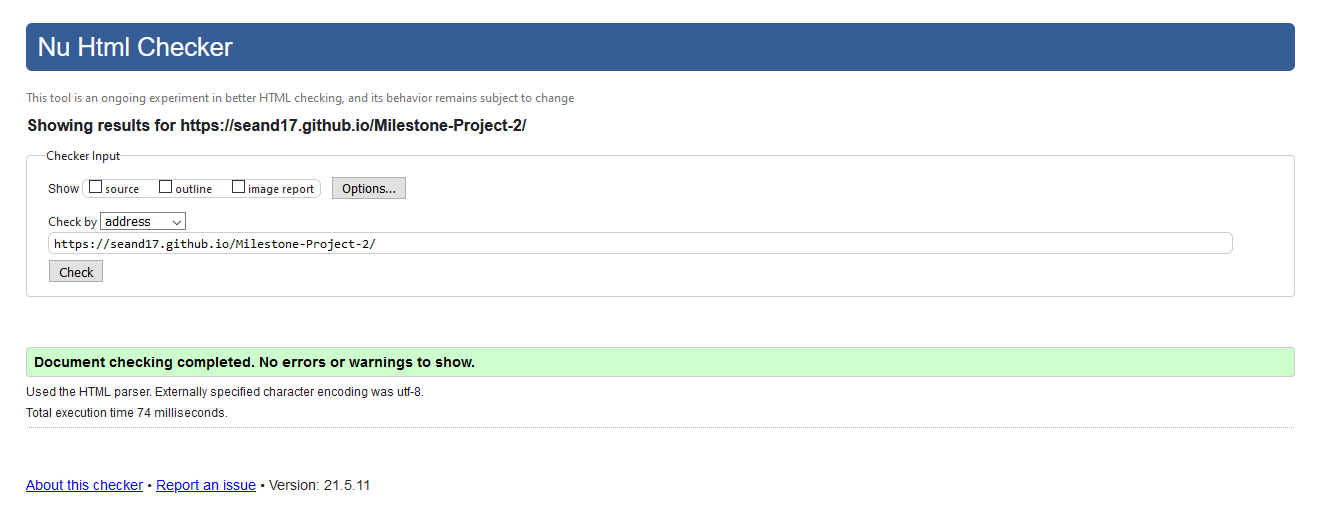 Nu Html Checker
This tool is an ongoing experiment in better HTML checking, and its behavior remains subject to change
Showing results for https://seand17.github.io/Milestone-Project-2/
Checker Input
Show source outline image report Options...
Check by address
https://seand17.github.io/Milestone-Project-2/
Check
Document checking completed. No errors or warnings to show.
Used the HTML parser. Externally specified character encoding was utf-8.
Total execution time 74 milliseconds.
About this checker • Report an issue • Version: 21.5.11